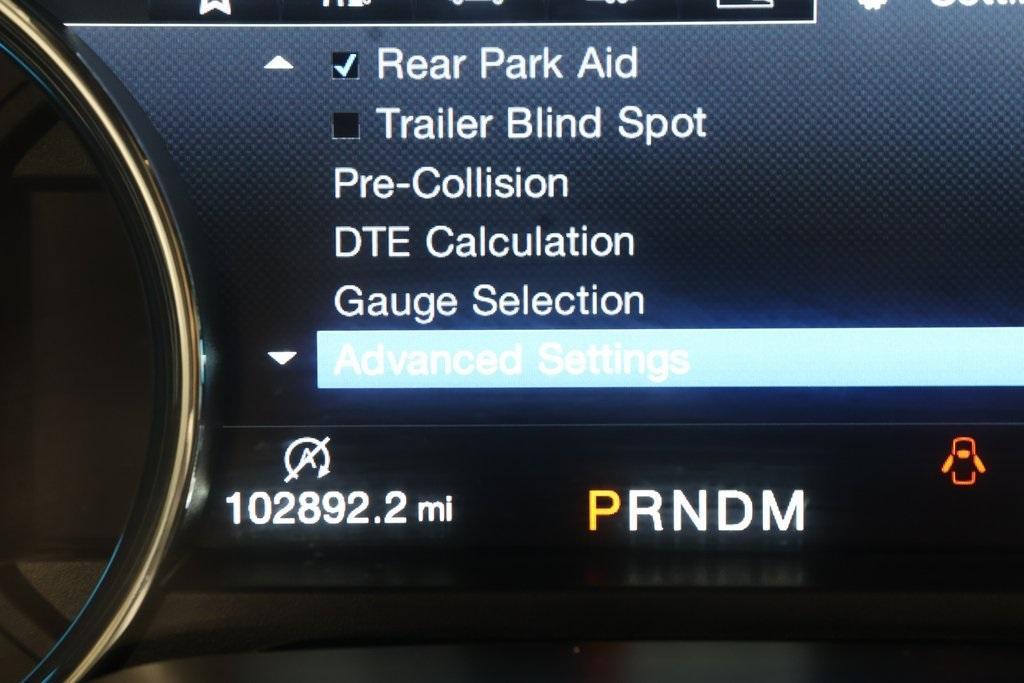 Rear Park Aid
Trailer Blind Spot
Pre-Collision
DTE Calculation
Gauge Selection
Advanced Settings
102892.2 mi
PRNDM